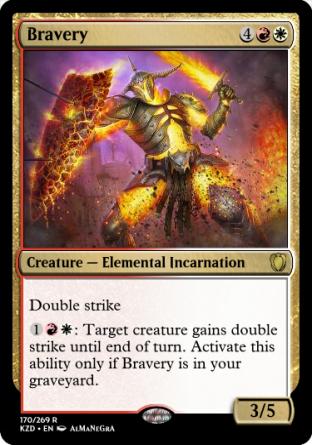 Bravery 4
Creature — Elemental Incarnation
Double strike
1 : Target creature gains double
strike until end of turn. Activate this
ability only if Bravery is in your
graveyard.
170/269 R
KZD • EN AlMaNeGrA
3/5